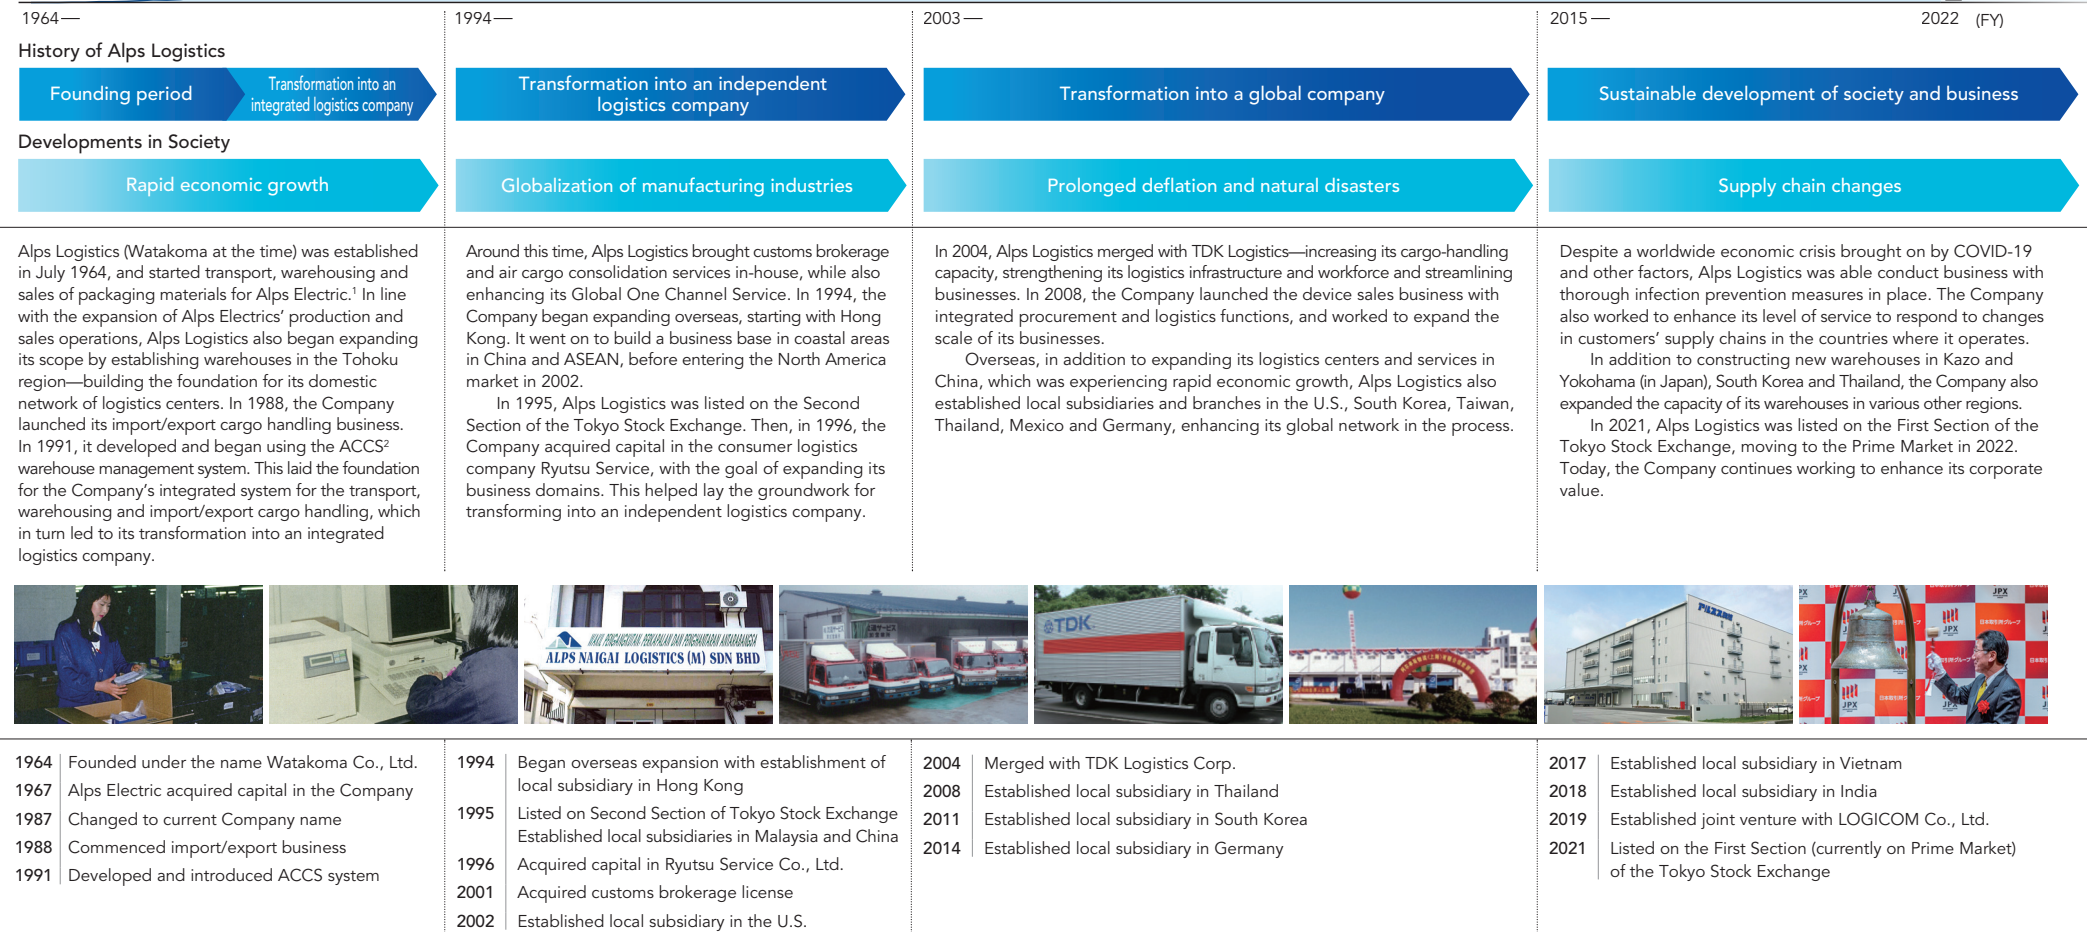 1964—
1994—
2003—
2015—
2022 (FY)
History of Alps Logistics
Founding period
Transformation into an
integrated logistics company
Transformation into an independent
logistics company
Transformation into a global company
Sustainable development of society and business
Developments in Society
Rapid economic growth
Globalization of manufacturing industries
Prolonged deflation and natural disasters
Supply chain changes
Alps Logistics (Watakoma at the time) was established
in July 1964, and started transport, warehousing and
sales of packaging materials for Alps Electric.¹ In line
with the expansion of Alps Electrics’ production and
sales operations, Alps Logistics also began expanding
its scope by establishing warehouses in the Tohoku
region—building the foundation for its domestic
network of logistics centers. In 1988, the Company
launched its import/export cargo handling business.
In 1991, it developed and began using the ACCS²
warehouse management system. This laid the foundation
for the Company’s integrated system for the transport,
warehousing and import/export cargo handling, which
in turn led to its transformation into an integrated
logistics company.
Around this time, Alps Logistics brought customs brokerage
and air cargo consolidation services in-house, while also
enhancing its Global One Channel Service. In 1994, the
Company began expanding overseas, starting with Hong
Kong. It went on to build a business base in coastal areas
in China and ASEAN, before entering the North America
market in 2002.
In 1995, Alps Logistics was listed on the Second
Section of the Tokyo Stock Exchange. Then, in 1996, the
Company acquired capital in the consumer logistics
company Ryutsu Service, with the goal of expanding its
business domains. This helped lay the groundwork for
transforming into an independent logistics company.
In 2004, Alps Logistics merged with TDK Logistics—increasing its cargo-handling
capacity, strengthening its logistics infrastructure and workforce and streamlining
businesses. In 2008, the Company launched the device sales business with
integrated procurement and logistics functions, and worked to expand the
scale of its businesses.
Overseas, in addition to expanding its logistics centers and services in
China, which was experiencing rapid economic growth, Alps Logistics also
established local subsidiaries and branches in the U.S., South Korea, Taiwan,
Thailand, Mexico and Germany, enhancing its global network in the process.
Despite a worldwide economic crisis brought on by COVID-19
and other factors, Alps Logistics was able conduct business with
thorough infection prevention measures in place. The Company
also worked to enhance its level of service to respond to changes
in customers’ supply chains in the countries where it operates.
In addition to constructing new warehouses in Kazo and
Yokohama (in Japan), South Korea and Thailand, the Company also
expanded the capacity of its warehouses in various other regions.
In 2021, Alps Logistics was listed on the First Section of the
Tokyo Stock Exchange, moving to the Prime Market in 2022.
Today, the Company continues working to enhance its corporate
value.
ALPS NAIGAI LOGISTICS (M) SDN BHD
TDK
JPX
日本取引所グループ
1964 Founded under the name Watakoma Co., Ltd.
1967 Alps Electric acquired capital in the Company
1987 Changed to current Company name
1988 Commenced import/export business
1991 Developed and introduced ACCS system
1994 Began overseas expansion with establishment of
local subsidiary in Hong Kong
1995 Listed on Second Section of Tokyo Stock Exchange
Established local subsidiaries in Malaysia and China
1996 Acquired capital in Ryutsu Service Co., Ltd.
2001 Acquired customs brokerage license
2002 Established local subsidiary in the U.S.
2004 Merged with TDK Logistics Corp.
2008 Established local subsidiary in Thailand
2011 Established local subsidiary in South Korea
2014 Established local subsidiary in Germany
2017 Established local subsidiary in Vietnam
2018 Established local subsidiary in India
2019 Established joint venture with LOGICOM Co., Ltd.
2021 Listed on the First Section (currently on Prime Market)
of the Tokyo Stock Exchange